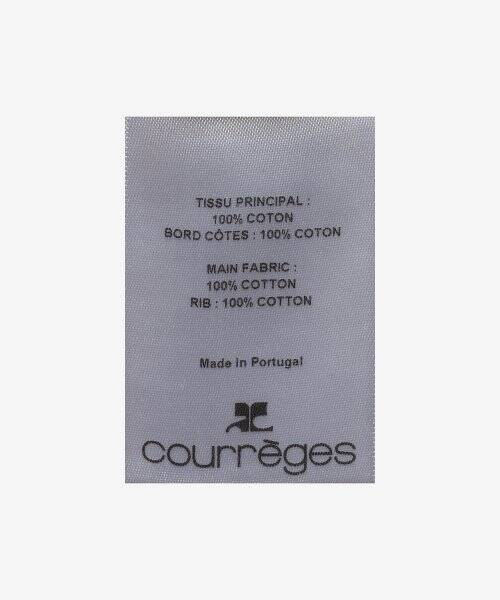 TISSU PRINCIPAL :
100% COTON
BORD CÔTES : 100% COTON
MAIN FABRIC :
100% COTTON
RIB : 100% COTTON
Made in Portugal
courrèges